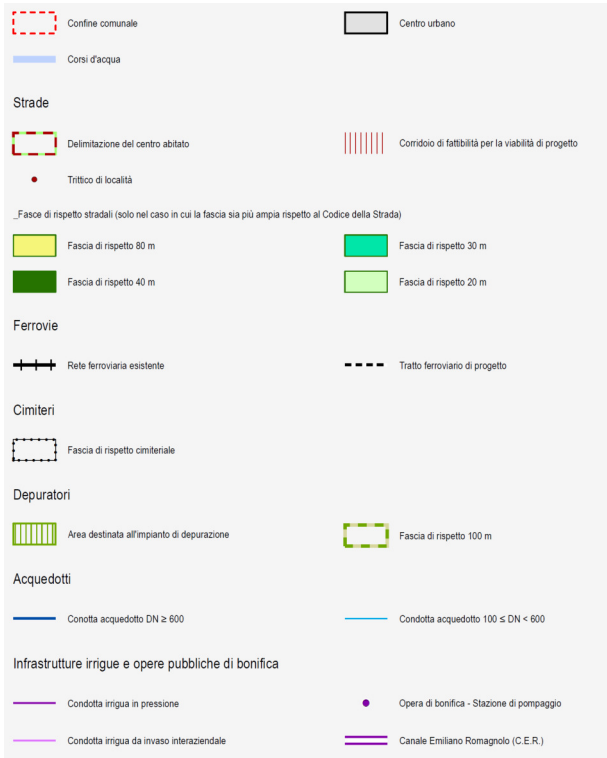 Confine comunale
Centro urbano
Corsi d'acqua
Strade
Delimitazione del centro abitato
Corridoio di fattibilità per la viabilità di progetto
Trittico di località
_Fasce di rispetto stradali (solo nel caso in cui la fascia sia più ampia rispetto al Codice della Strada)
Fascia di rispetto 80 m
Fascia di rispetto 30 m
Fascia di rispetto 40 m
Fascia di rispetto 20 m
Ferrovie
Rete ferroviaria esistente
Tratto ferroviario di progetto
Cimiteri
Fascia di rispetto cimiteriale
Depuratori
Area destinata all'impianto di depurazione
Fascia di rispetto 100 m
Acquedotti
Conotta acquedotto DN ≥ 600
Condotta acquedotto 100 ≤ DN < 600
Infrastrutture irrigue e opere pubbliche di bonifica
Condotta irrigua in pressione
Opera di bonifica - Stazione di pompaggio
Condotta irrigua da invaso interaziendale
Canale Emiliano Romagnolo (C.E.R.)